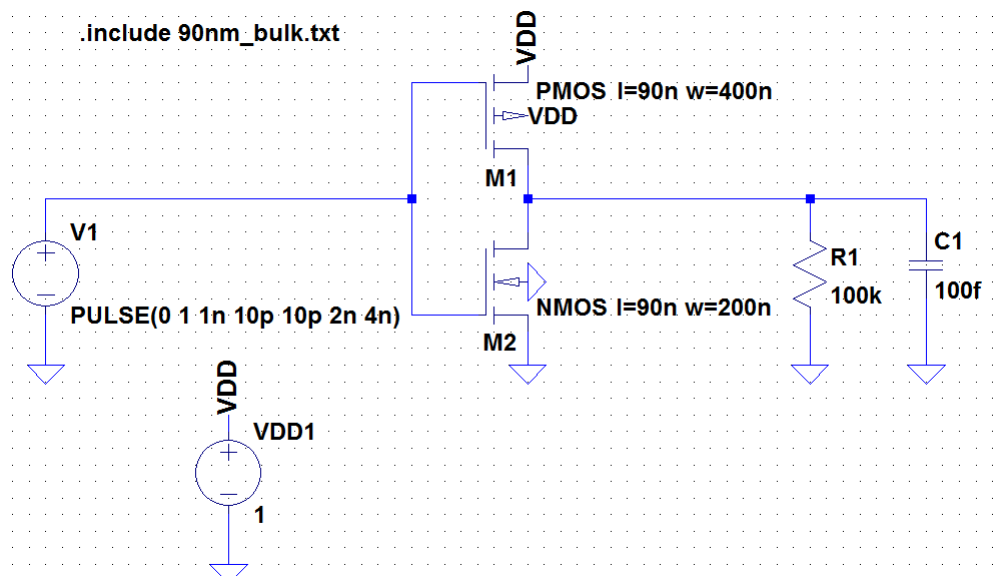 .include 90nm_bulk.txt
VDD
PMOS l=90n w=400n
VDD
M1
V1
PULSE(0 1 1n 10p 10p 2n 4n)
NMOS l=90n w=200n
M2
R1
100k
C1
100f
VDD
VDD1
1